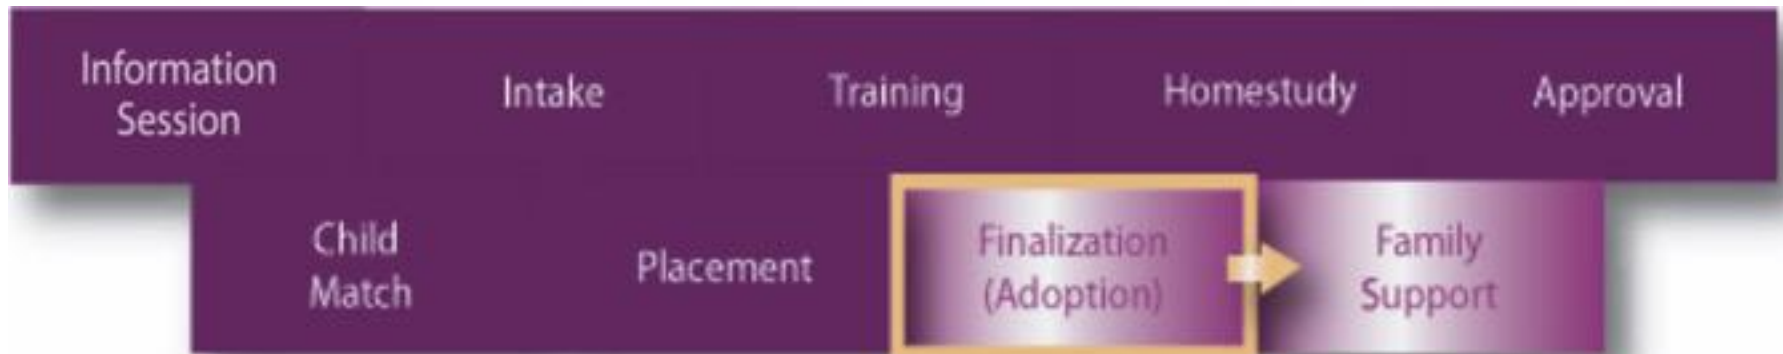 Information
Session
Intake
Training
Homestudy
Approval
Child
Match
Placement
Finalization
(Adoption)
Family
Support